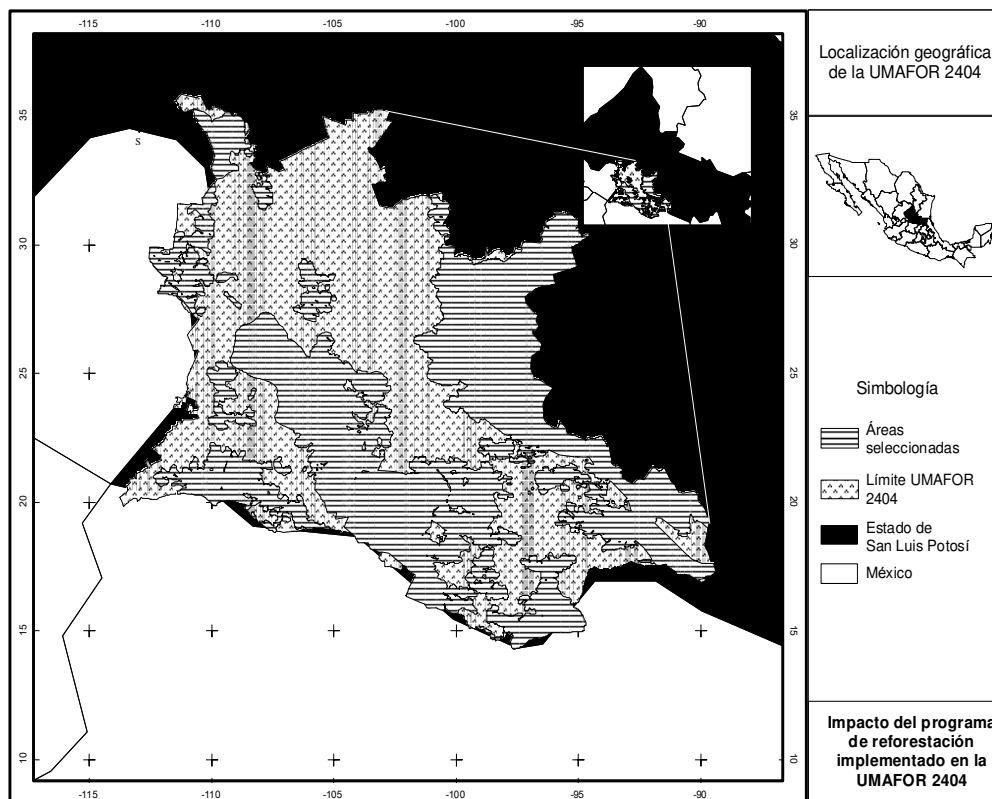 -115 -110 -105 -100 -95 -90
35 35
S
30 30
25 25
20 20
15 15
10 10
-115 -110 -105 -100 -95 -90
Localización geográfica
de la UMAFOR 2404
Simbología
Áreas
seleccionadas
Límite UMAFOR
2404
Estado de
San Luis Potosí
México
Impacto del programa
de reforestación
implementado en la
UMAFOR 2404